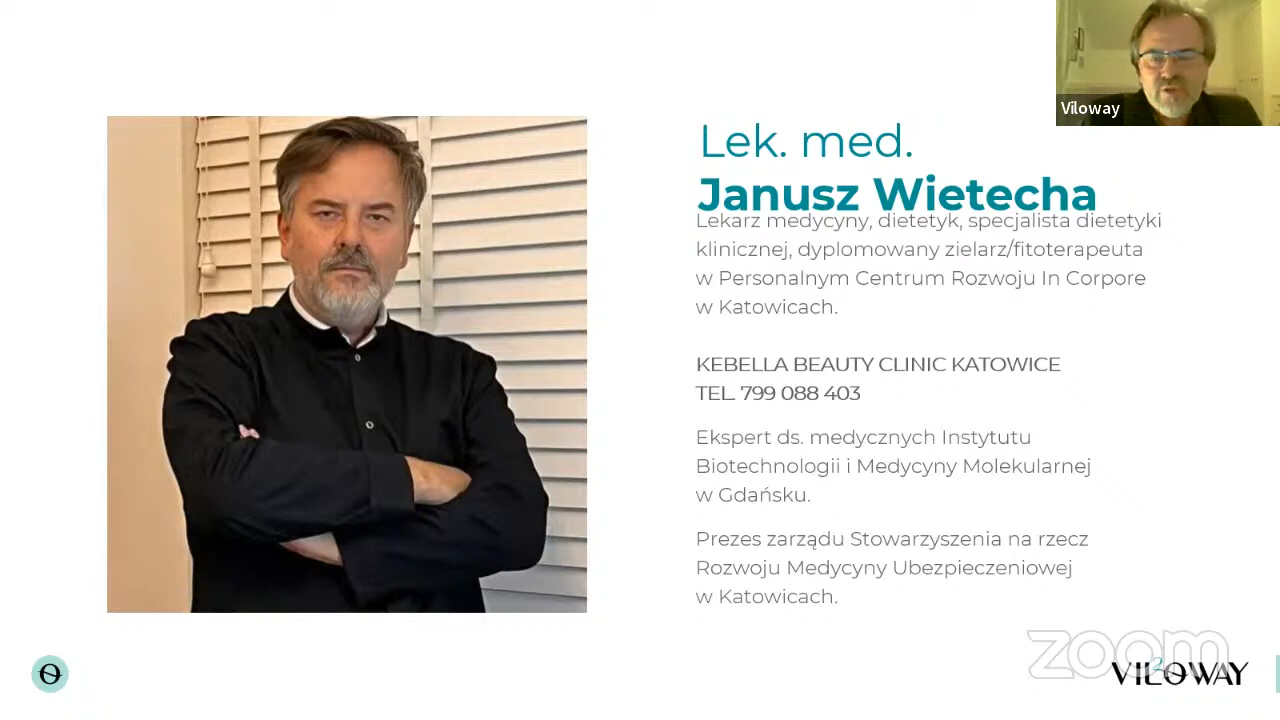 Viloway
Lek. med.
Janusz Wietecha
Lekarz medycyny, dietetyk, specjalista dietetyki
klinicznej, dyplomowany zielarz/fitoterapeuta
w Personalnym Centrum Rozwoju In Corpore
w Katowicach.
KEBELLA BEAUTY CLINIC KATOWICE
TEL. 799 088 403
Ekspert ds. medycznych Instytutu
Biotechnologii i Medycyny Molekularnej
w Gdańsku.
Prezes zarządu Stowarzyszenia na rzecz
Rozwoju Medycyny Ubezpieczeniowej
w Katowicach.
zoom
VILOWAY
2